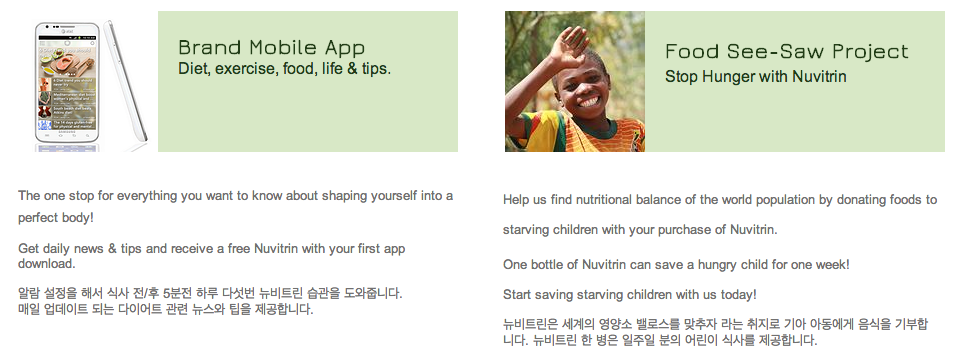 Brand Mobile App
Diet, exercise, food, life & tips.
The one stop for everything you want to know about shaping yourself into a
perfect body!
Get daily news & tips and receive a free Nuvitrin with your first app
download.
알람 설정을 해서 식사 전/후 5분전 하루 다섯번 뉴비트린 습관을 도와줍니다.
매일 업데이트 되는 다이어트 관련 뉴스와 팁을 제공합니다.
Food See-Saw Project
Stop Hunger with Nuvitrin
Help us find nutritional balance of the world population by donating foods to
starving children with your purchase of Nuvitrin.
One bottle of Nuvitrin can save a hungry child for one week!
Start saving starving children with us today!
뉴비트린은 세계의 영양소 밸로스를 맞추자 라는 취지로 기아 아동에게 음식을 기부합
니다. 뉴비트린 한 병은 일주일 분의 어린이 식사를 제공합니다.